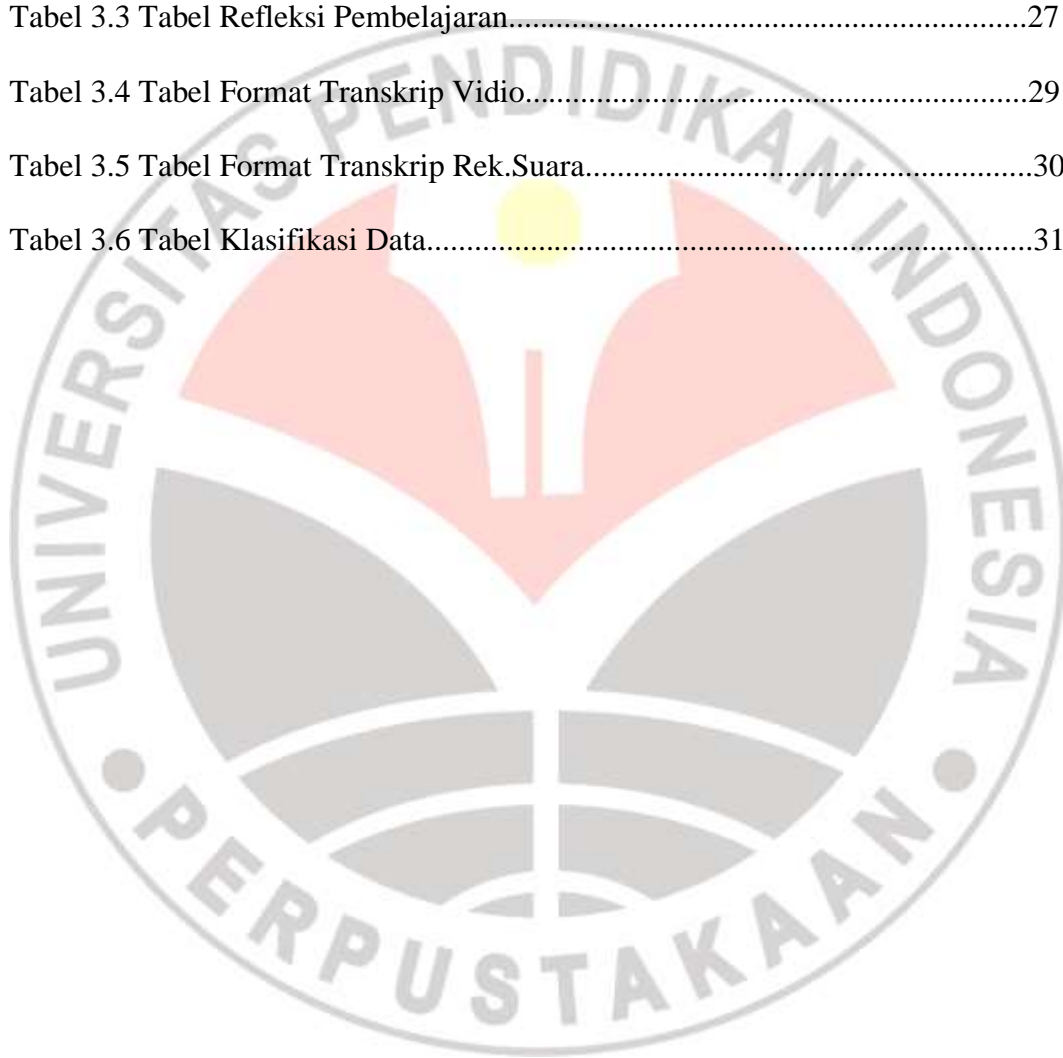 Tabel 3.3 Tabel Refleksi Pembelajaran.................................................................27
Tabel 3.4 Tabel Format Transkrip Vidio...............................................................29
Tabel 3.5 Tabel Format Transkrip Rek.Suara........................................................30
Tabel 3.6 Tabel Klasifikasi Data............................................................................31
UNIVERSITAS PENDIDIKAN INDONESIA
PERPUSTAKAAN